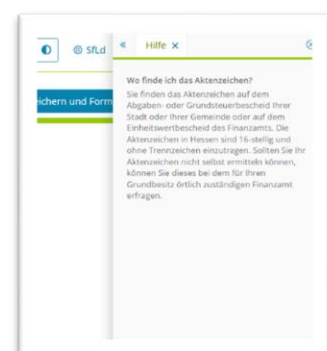 SfLd
« Hilfe ×
ichern und Form
Wo finde ich das Aktenzeichen?
Sie finden das Aktenzeichen auf dem
Abgaben- oder Grundsteuerbescheid Ihrer
Stadt oder Ihrer Gemeinde oder auf dem
Einheitswertbescheid des Finanzamts. Die
Aktenzeichen in Hessen sind 16-stellig und
ohne Trennzeichen einzutragen. Sollten Sie Ihr
Aktenzeichen nicht selbst ermitteln können,
können Sie dieses bei dem für Ihren
Grundbesitz örtlich zuständigen Finanzamt
erfragen.